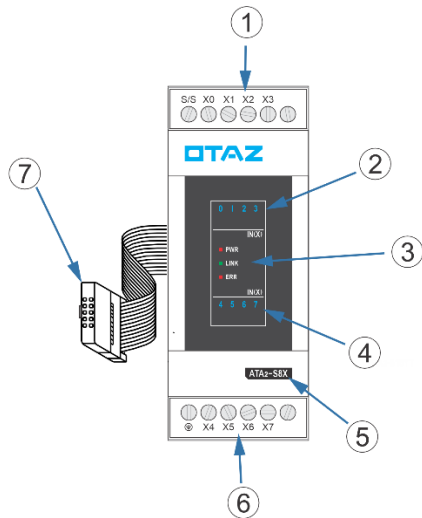 1
S/S X0 X1 X2 X3
OTAZ
7
2
0 1 2 3
IN(X)
PWR
LINK
ERR
3
IN(X)
4 5 6 7
4
ATA2-S8X
5
X4 X5 X6 X7
6